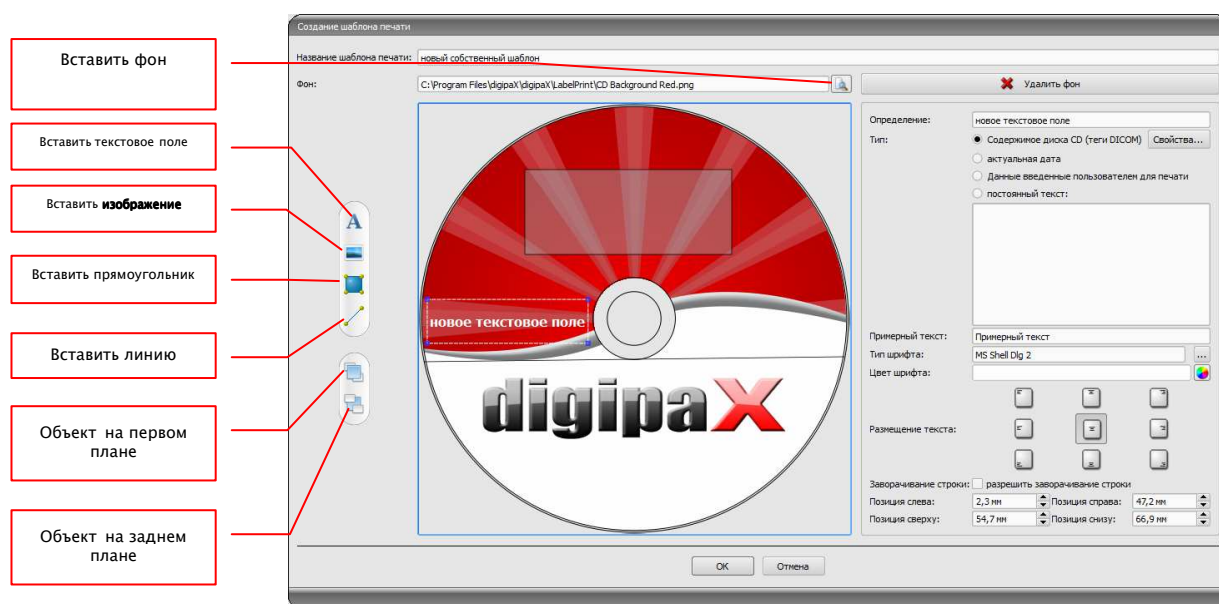 Создание шаблона печати
Вставить фон
Название шаблона печати: новый собственный шаблон
Фон: C:\Program Files\digipaX\digipaX\LabelPrint\CD Background Red.png
Удалить фон
Вставить текстовое поле
Вставить изображение
Вставить прямоугольник
Вставить линию
Объект на первом
плане
Объект на заднем
плане
A
новое текстовое поле
digipaX
Определение: новое текстовое поле
Тип: Содержимое диска CD (теги DICOM) Свойства...
актуальная дата
Данные введенные пользователен для печати
постоянный текст:
Примерный текст: Примерный текст
Тип шрифта: MS Shell Dlg 2 ...
Цвет шрифта:
Размещение текста:
Заворачивание строки: разрешить заворачивание строки
Позиция слева: 2,3 мм Позиция справа: 47,2 мм
Позиция сверху: 54,7 мм Позиция снизу: 66,9 мм
OK Отмена